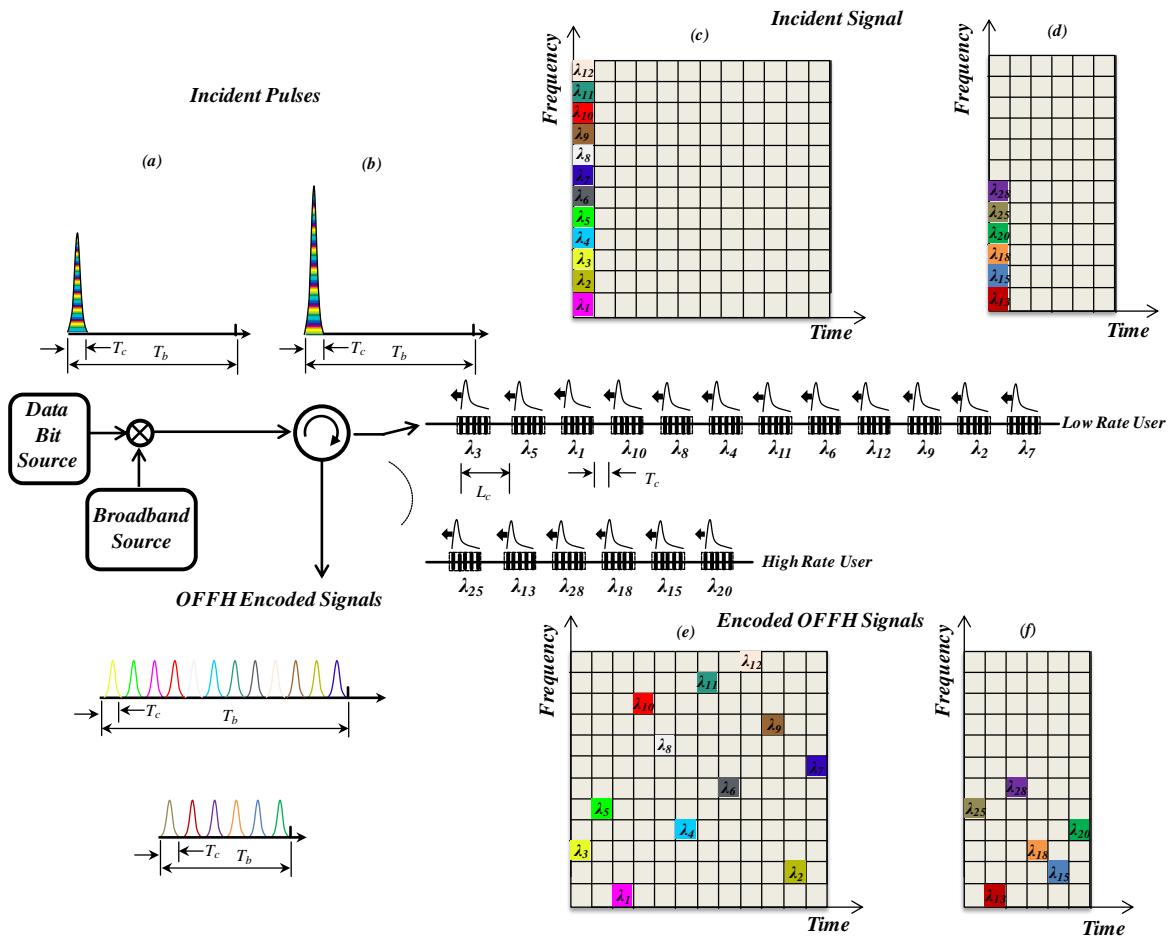 Incident Signal
Incident Pulses
(a)
(b)
(c)
(d)
Frequency
λ12
λ11
λ10
λ9
λ8
λ7
λ6
λ5
λ4
λ3
λ2
λ1
Time
Frequency
λ28
λ25
λ20
λ18
λ15
λ13
Time
Tc
Tb
Tc
Tb
Data
Bit
Source
Broadband
Source
λ3 λ5 λ1 λ10 λ8 λ4 λ11 λ6 λ12 λ9 λ2 λ7
Low Rate User
Lc
Tc
λ25 λ13 λ28 λ18 λ15 λ20
High Rate User
OFFH Encoded Signals
Tc
Tb
Tc
Tb
Encoded OFFH Signals
(e)
(f)
Frequency
λ12
λ11
λ10
λ9
λ8
λ7
λ6
λ5
λ4
λ3
λ2
λ1
Time
Frequency
λ28
λ25
λ20
λ18
λ15
λ13
Time